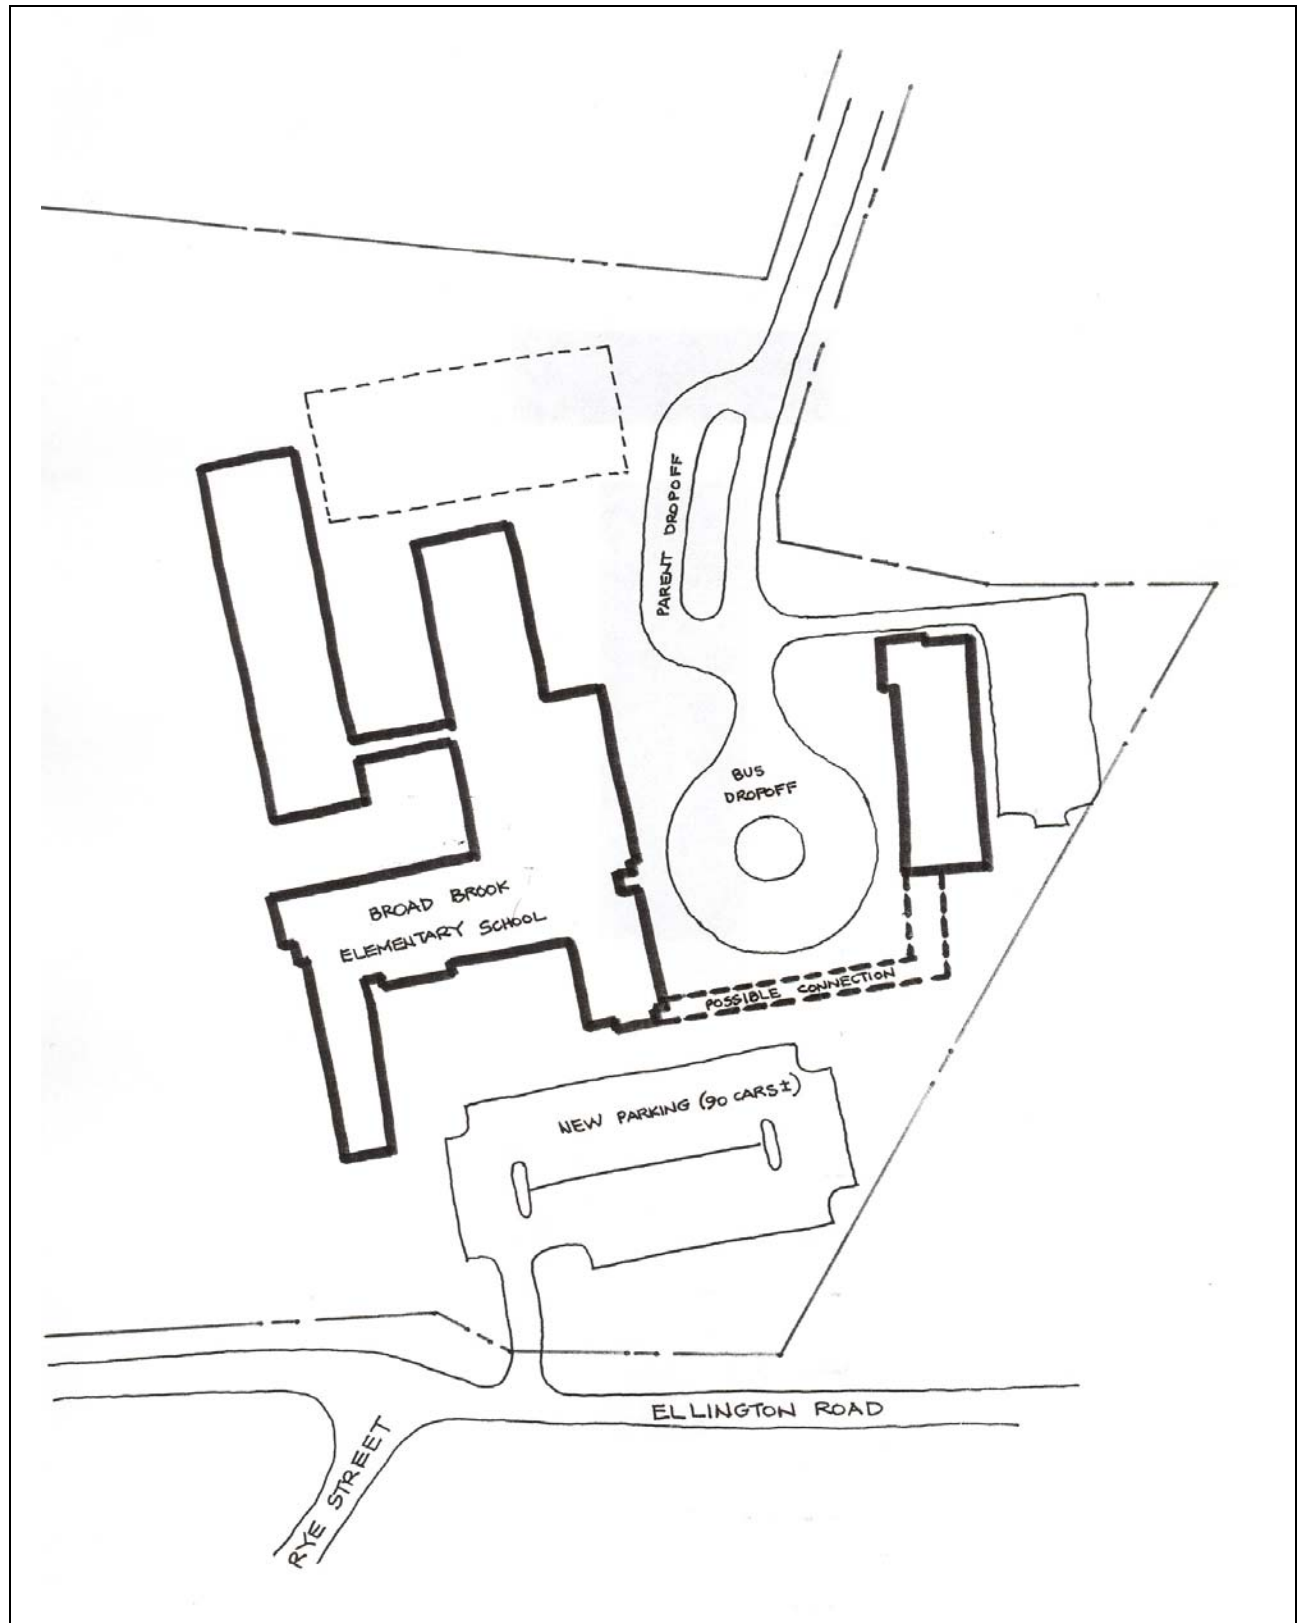 PARENT DROPOFF
BUS
DROPOFF
BROAD BROOK
ELEMENTARY SCHOOL
POSSIBLE CONNECTION
NEW PARKING (90 CARS±)
ELLINGTON ROAD
RYE STREET